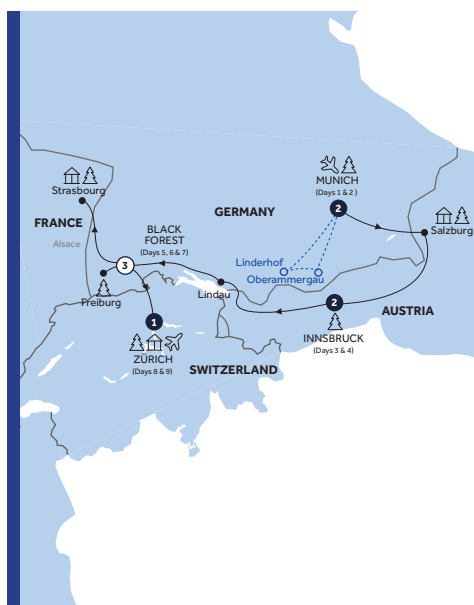 Strasbourg
FRANCE
Alsace
BLACK
FOREST
(Days 5, 6 & 7)
3
Freiburg
1
ZÜRICH
(Days 8 & 9)
GERMANY
MUNICH
(Days 1 & 2 )
2
Salzburg
Linderhof
Oberammergau
Lindau
2
INNSBRUCK
(Days 3 & 4)
AUSTRIA
SWITZERLAND